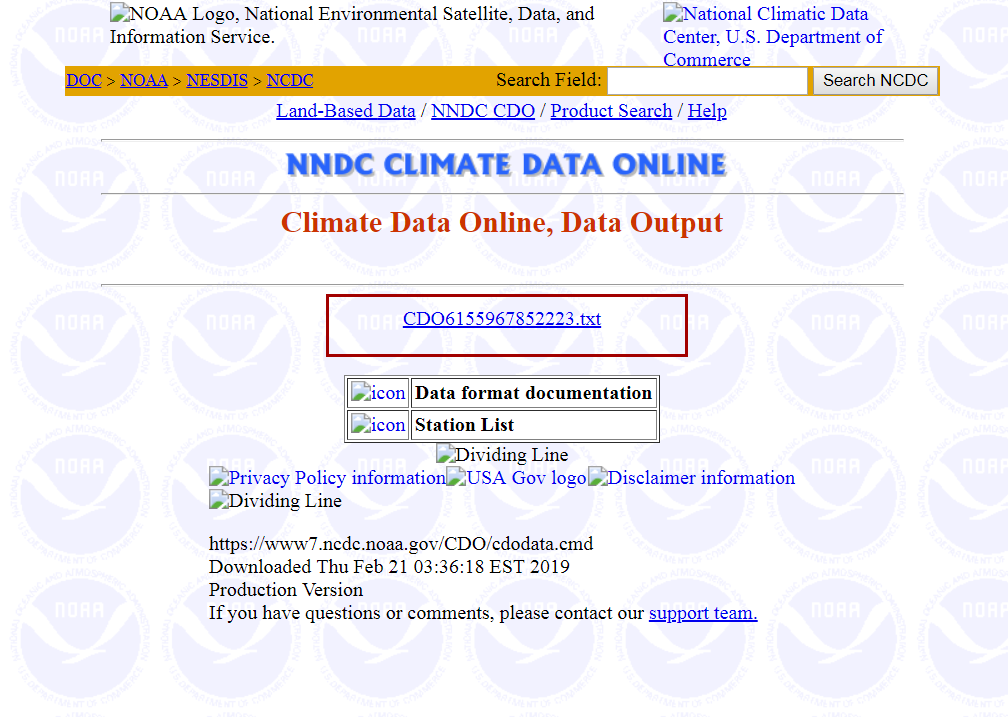 NOAA Logo, National Environmental Satellite, Data, and
Information Service.
National Climatic Data
Center, U.S. Department of
Commerce
DOC > NOAA > NESDIS > NCDC
Search Field: Search NCDC
Land-Based Data / NNDC CDO / Product Search / Help
NNDC CLIMATE DATA ONLINE
Climate Data Online, Data Output
CDO6155967852223.txt
icon Data format documentation
icon Station List
Dividing Line
Privacy Policy information USA Gov logo Disclaimer information
Dividing Line
https://www7.ncdc.noaa.gov/CDO/cdodata.cmd
Downloaded Thu Feb 21 03:36:18 EST 2019
Production Version
If you have questions or comments, please contact our support team.